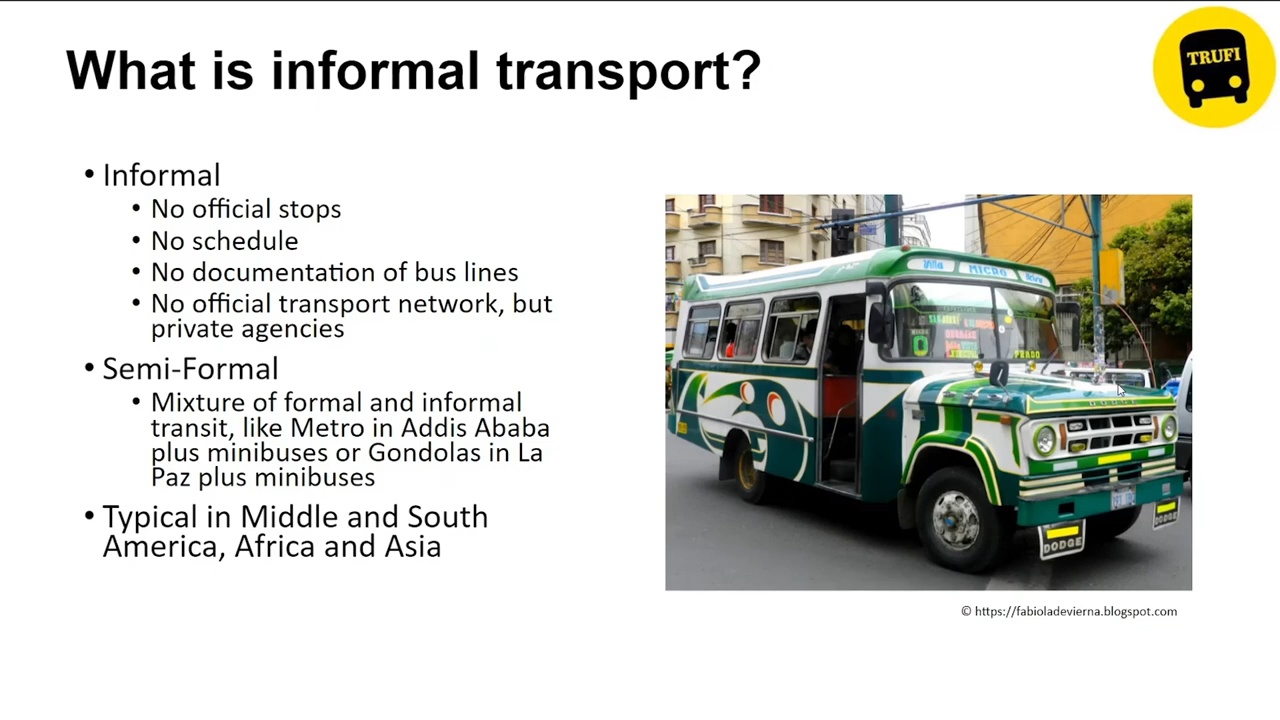 What is informal transport?
TRUFI
• Informal
• No official stops
• No schedule
• No documentation of bus lines
• No official transport network, but
private agencies
• Semi-Formal
• Mixture of formal and informal
transit, like Metro in Addis Ababa
plus minibuses or Gondolas in La
Paz plus minibuses
• Typical in Middle and South
America, Africa and Asia
Villa MICRO
PRADO
DODGE
DODGE
DODGE
© https://fabioladevierna.blogspot.com